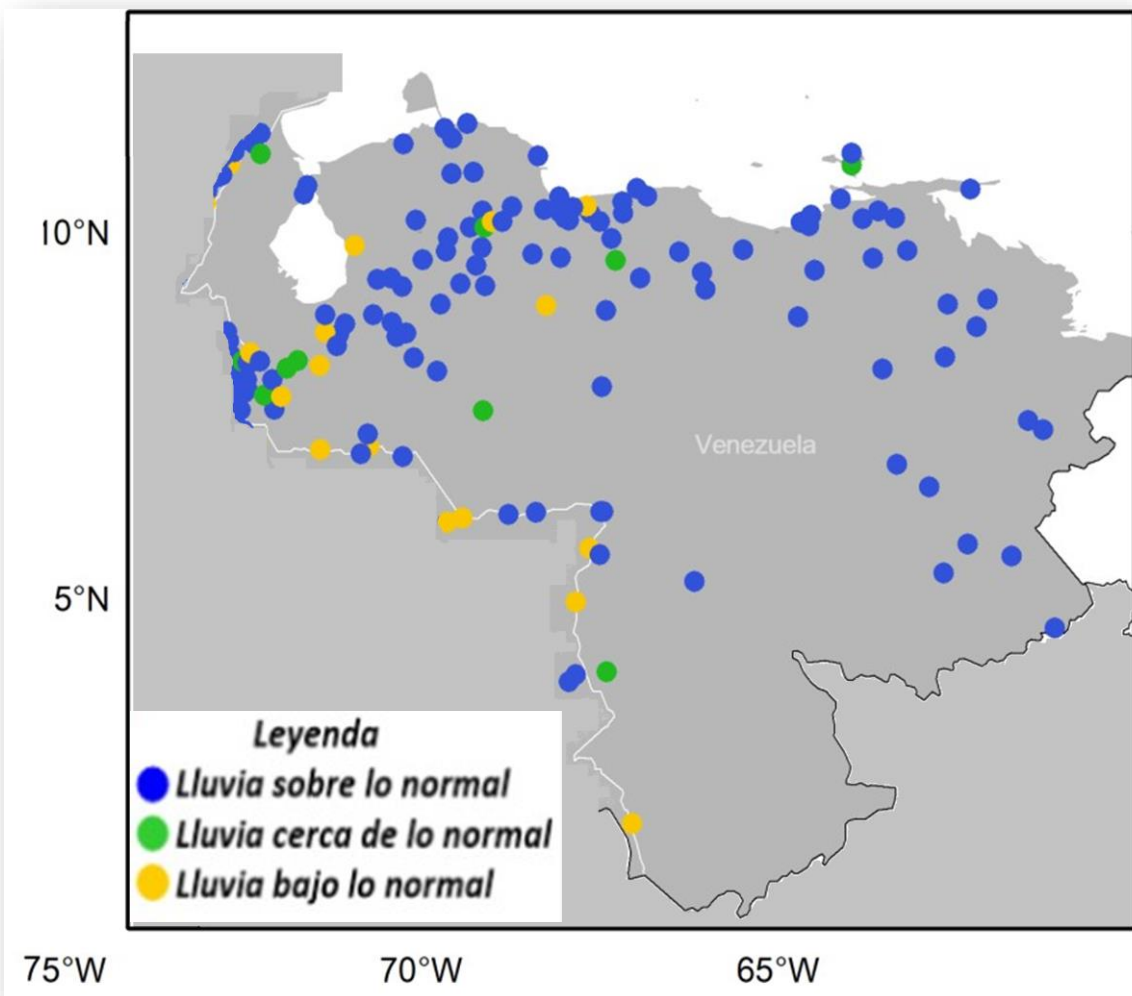 10°N
Venezuela
5°N
Leyenda
Lluvia sobre lo normal
Lluvia cerca de lo normal
Lluvia bajo lo normal
75°W 70°W 65°W